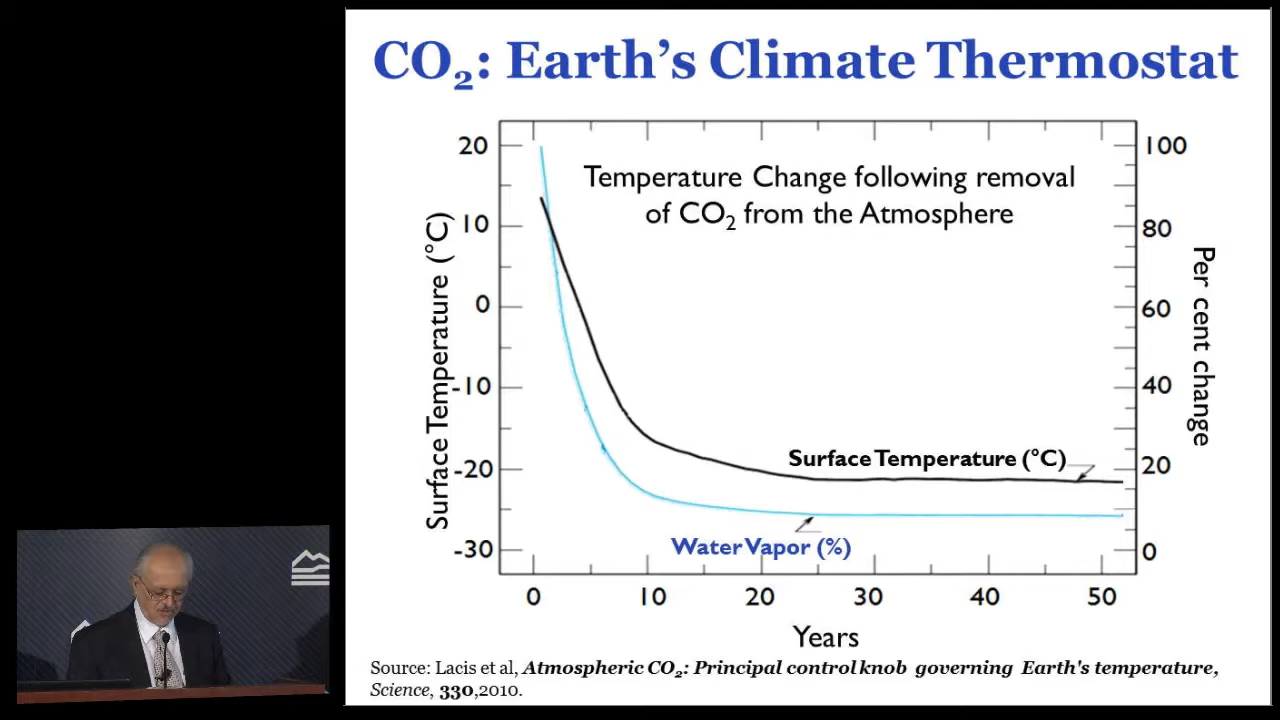 CO₂: Earth's Climate Thermostat
Temperature Change following removal
of CO₂ from the Atmosphere
20
10
0
-10
-20
-30
Surface Temperature (°C)
100
80
60
40
20
0
Per cent change
Surface Temperature (°C)
Water Vapor (%)
0 10 20 30 40 50
Years
Source: Lacis et al, Atmospheric CO₂: Principal control knob governing Earth's temperature,
Science, 330,2010.